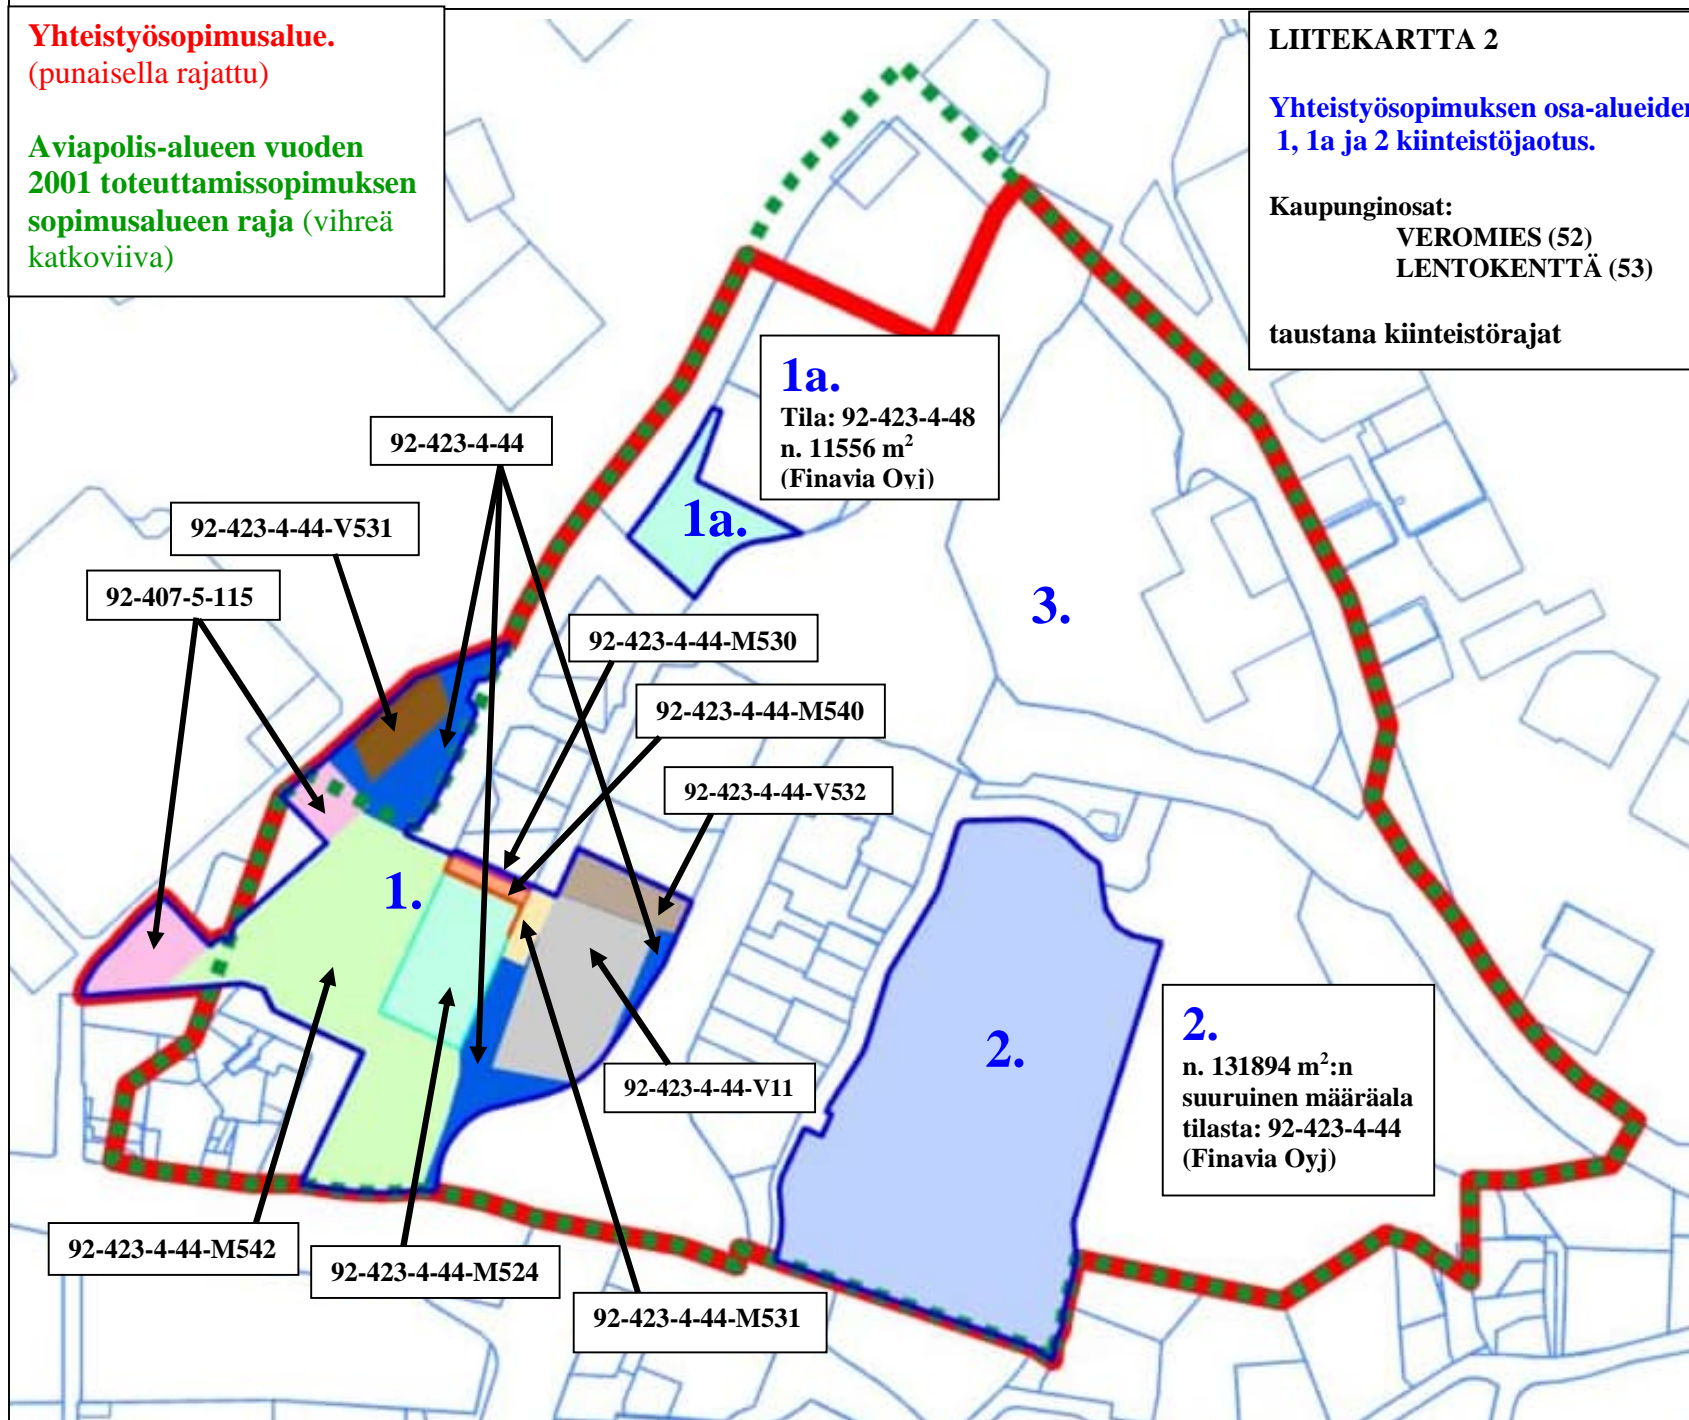 Yhteistyösopimusalue.
(punaisella rajattu)
Aviapolis-alueen vuoden
2001 toteuttamissopimuksen
sopimusalueen raja (vihreä
katkoviiva)
LIITEKARTTA 2
Yhteistyösopimuksen osa-alueiden
1, 1a ja 2 kiinteistöjaotus.
Kaupunginosat:
VEROMIES (52)
LENTOKENTTÄ (53)
taustana kiinteistörajat
1a.
Tila: 92-423-4-48
n. 11556 m²
(Finavia Oyj)
92-423-4-44
92-423-4-44-V531
1a.
92-407-5-115
3.
92-423-4-44-M530
92-423-4-44-M540
92-423-4-44-V532
1.
2.
n. 131894 m²:n
suuruinen määräala
tilasta: 92-423-4-44
(Finavia Oyj)
2.
92-423-4-44-V11
92-423-4-44-M542
92-423-4-44-M524
92-423-4-44-M531